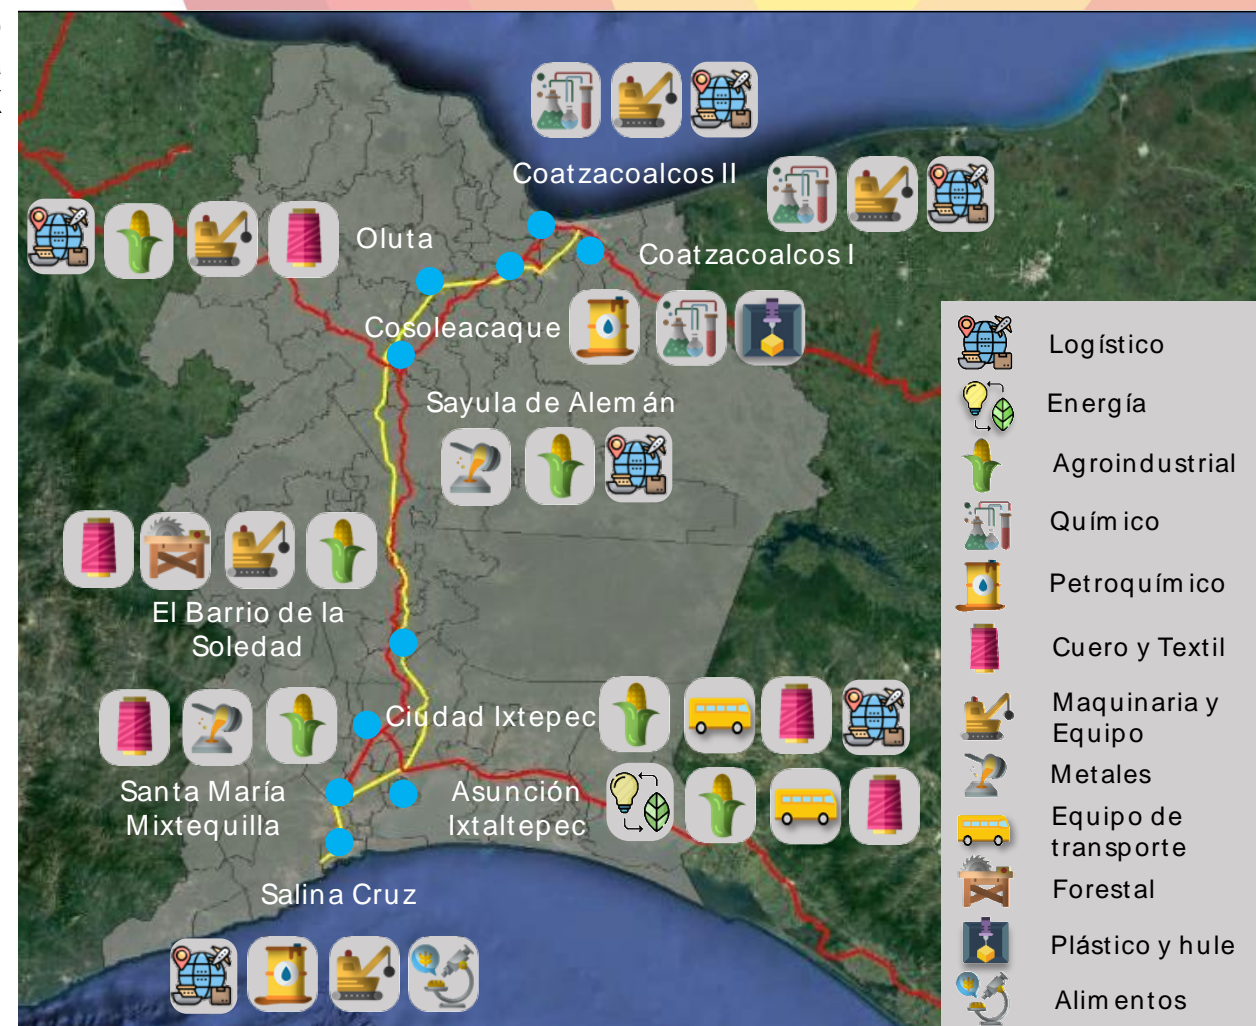 Coatzacoalcos II
Oluta
Coatzacoalcos I
Cosoleacaque
Sayula de Alemán
El Barrio de la
Soledad
Ciudad Ixtepec
Santa María
Mixtequilla
Asunción
Ixtaltepec
Salina Cruz
Logístico
Energía
Agroindustrial
Químico
Petroquímico
Cuero y Textil
Maquinaria y
Equipo
Metales
Equipo de
transporte
Forestal
Plástico y hule
Alimentos